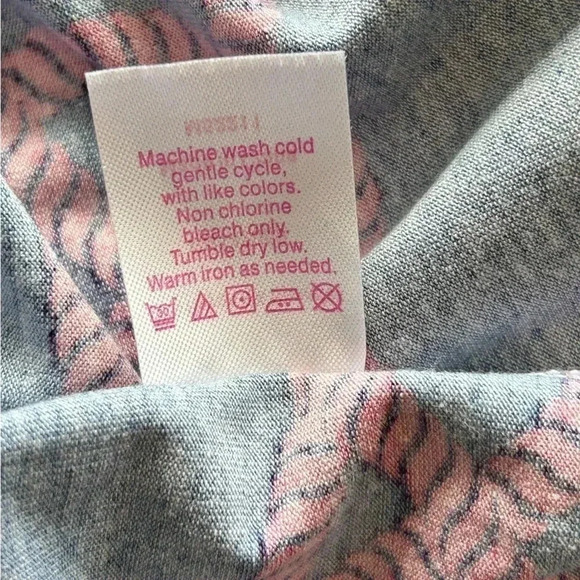 Machine wash cold
gentle cycle,
with like colors.
Non chlorine
bleach only.
Tumble dry low.
Warm iron as needed.
30